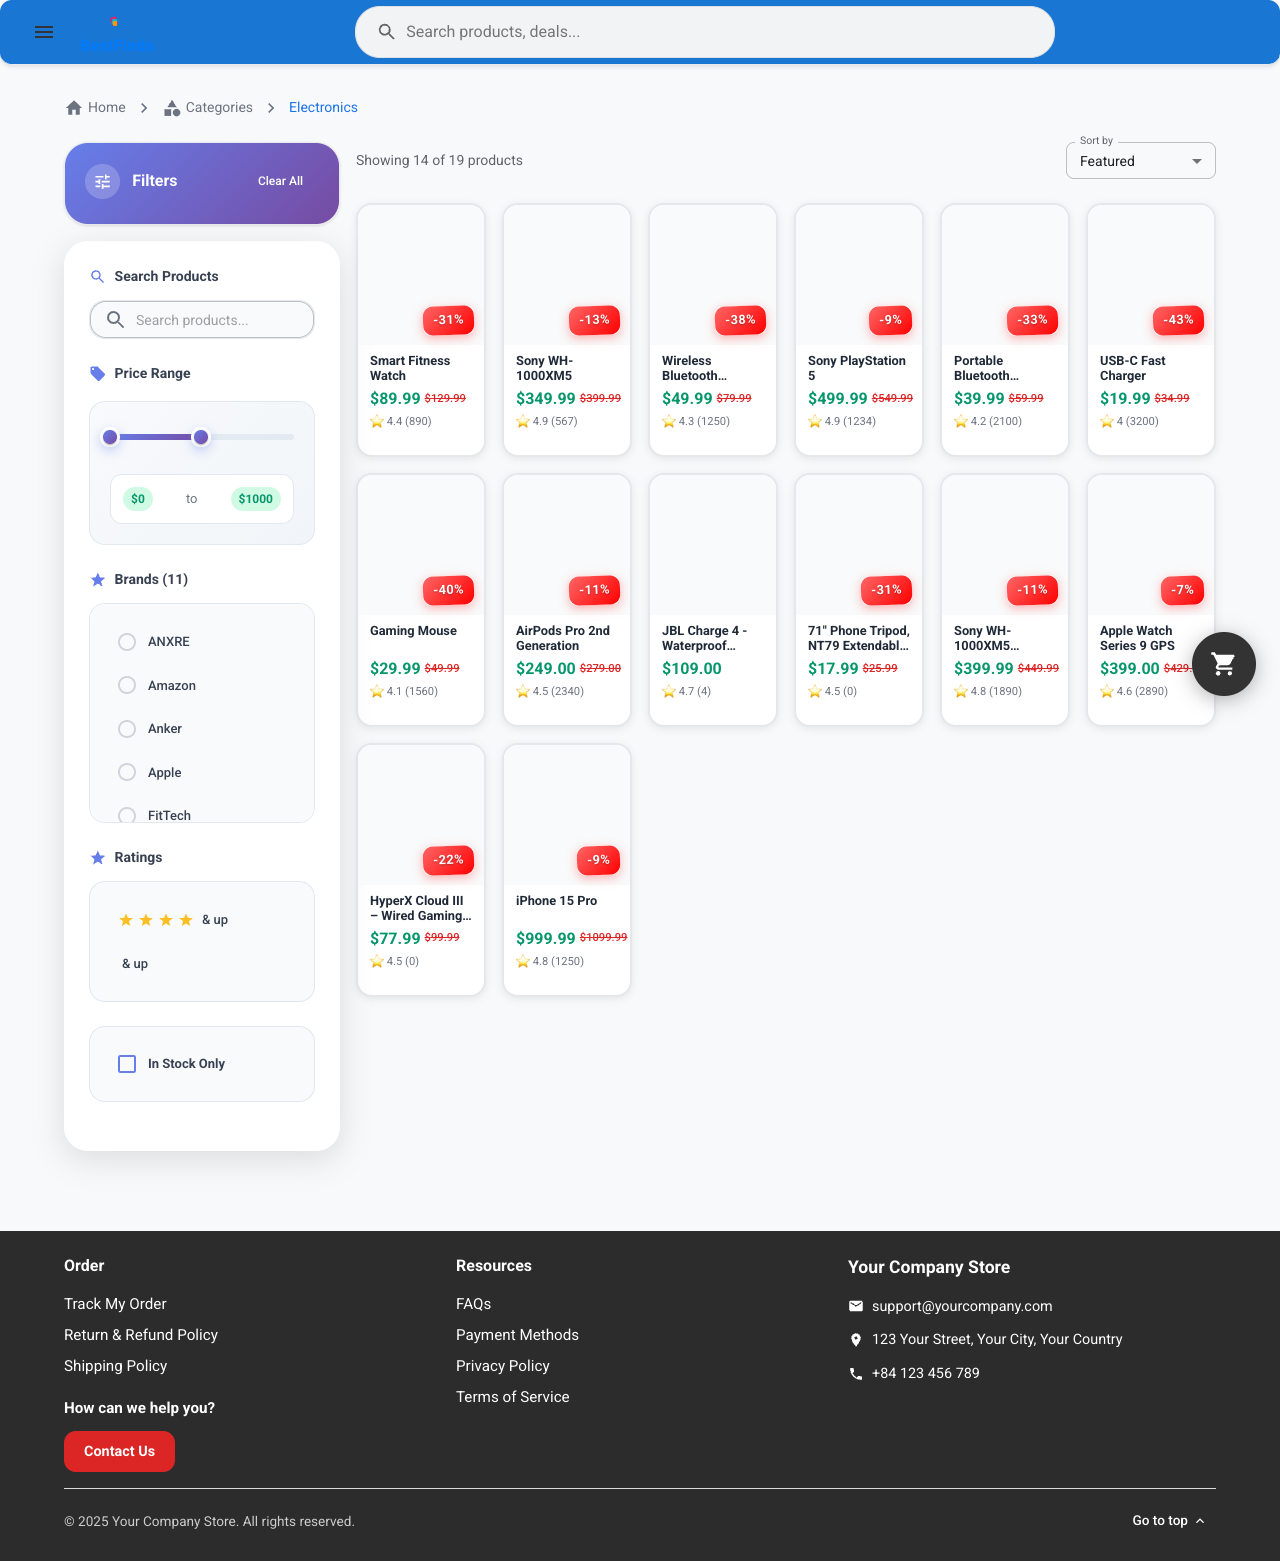 Search products, deals...
Home
Categories
Electronics
Filters
Clear All
Showing 14 of 19 products
Sort by
Featured
Search Products
Search products...
Price Range
$0 to $1000
Brands (11)
ANXRE
Amazon
Anker
Apple
FitTech
Ratings
& up
& up
In Stock Only
-31%
Smart Fitness
Watch
$89.99 $129.99
4.4 (890)
-13%
Sony WH-
1000XM5
$349.99 $399.99
4.9 (567)
-38%
Wireless
Bluetooth…
$49.99 $79.99
4.3 (1250)
-9%
Sony PlayStation
5
$499.99 $549.99
4.9 (1234)
-33%
Portable
Bluetooth…
$39.99 $59.99
4.2 (2100)
-43%
USB-C Fast
Charger
$19.99 $34.99
4 (3200)
-40%
Gaming Mouse
$29.99 $49.99
4.1 (1560)
-11%
AirPods Pro 2nd
Generation
$249.00 $279.00
4.5 (2340)
JBL Charge 4 -
Waterproof…
$109.00
4.7 (4)
-31%
71" Phone Tripod,
NT79 Extendabl…
$17.99 $25.99
4.5 (0)
-11%
Sony WH-
1000XM5…
$399.99 $449.99
4.8 (1890)
-7%
Apple Watch
Series 9 GPS
$399.00 $429.
4.6 (2890)
-22%
HyperX Cloud III
– Wired Gaming…
$77.99 $99.99
4.5 (0)
-9%
iPhone 15 Pro
$999.99 $1099.99
4.8 (1250)
Order
Track My Order
Return & Refund Policy
Shipping Policy
How can we help you?
Contact Us
Resources
FAQs
Payment Methods
Privacy Policy
Terms of Service
Your Company Store
support@yourcompany.com
123 Your Street, Your City, Your Country
+84 123 456 789
© 2025 Your Company Store. All rights reserved.
Go to top